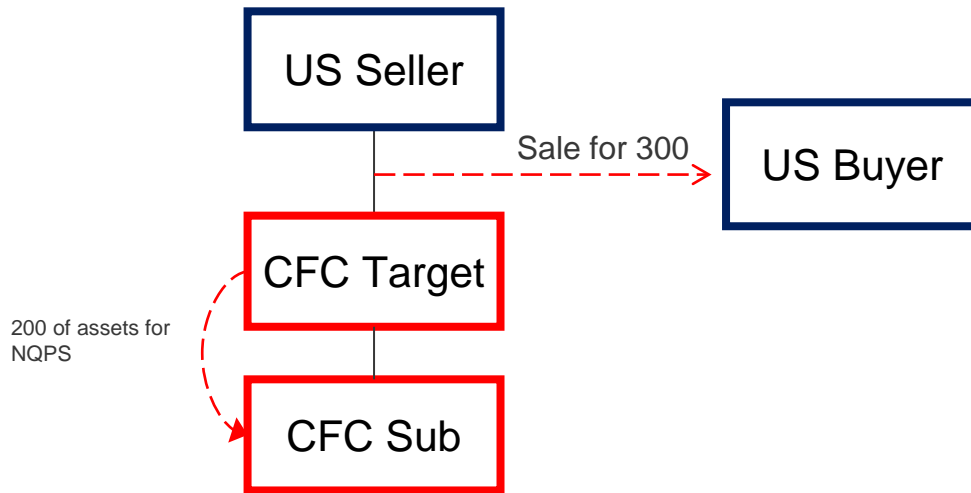 US Seller
Sale for 300
US Buyer
CFC Target
200 of assets for
NQPS
CFC Sub